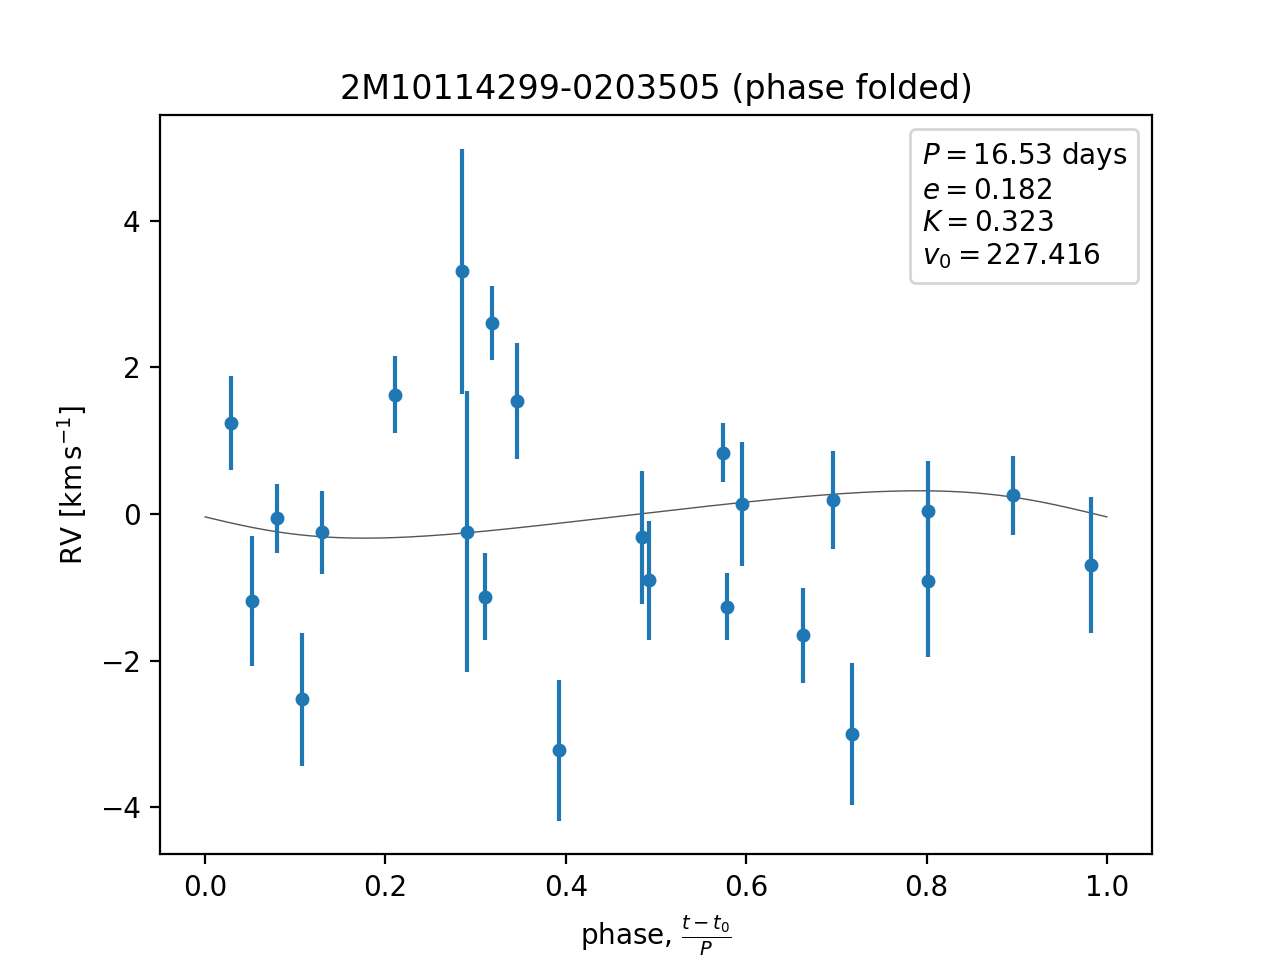 2M10114299-0203505 (phase folded)
P = 16.53 days
e = 0.182
K = 0.323
v₀ = 227.416
4
2
0
−2
−4
RV [km s⁻¹]
0.0 0.2 0.4 0.6 0.8 1.0
phase, (t − t₀)/P